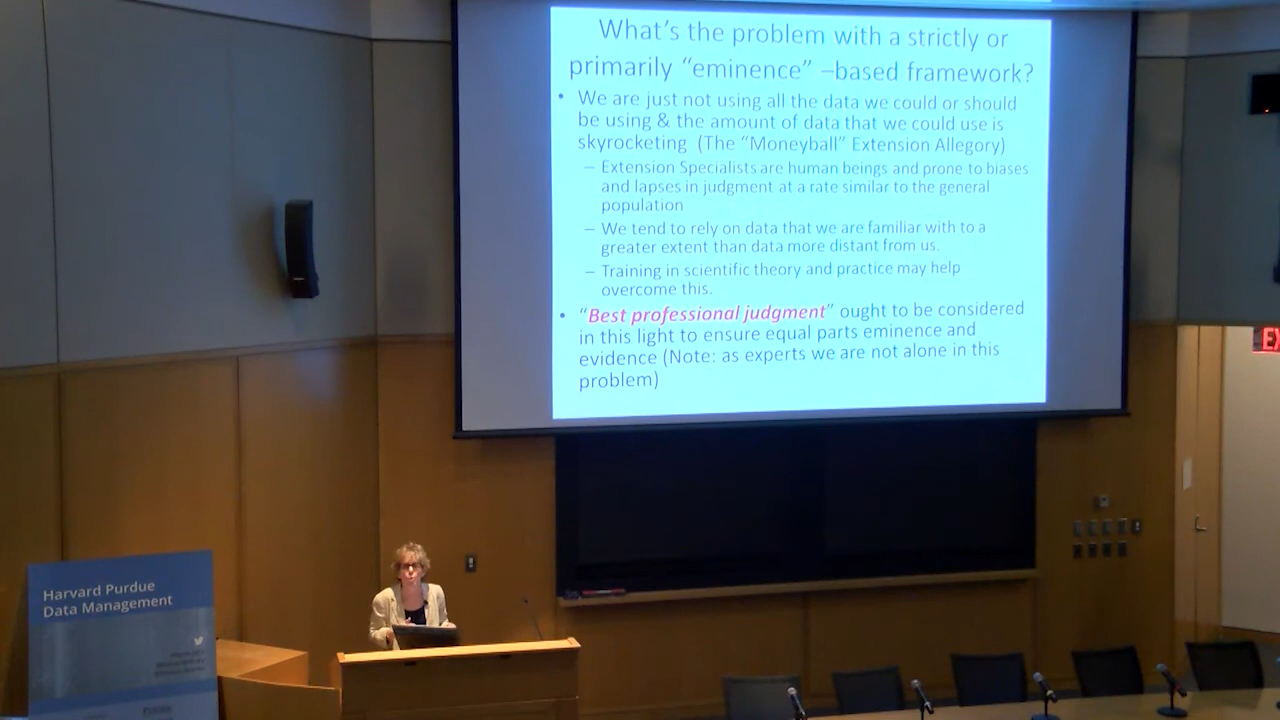 What's the problem with a strictly or
primarily “eminence” –based framework?
• We are just not using all the data we could or should
be using & the amount of data that we could use is
skyrocketing (The “Moneyball” Extension Allegory)
– Extension Specialists are human beings and prone to biases
and lapses in judgment at a rate similar to the general
population
– We tend to rely on data that we are familiar with to a
greater extent than data more distant from us.
– Training in scientific theory and practice may help
overcome this.
• “Best professional judgment” ought to be considered
in this light to ensure equal parts eminence and
evidence (Note: as experts we are not alone in this
problem)
EX
Harvard Purdue
Data Management